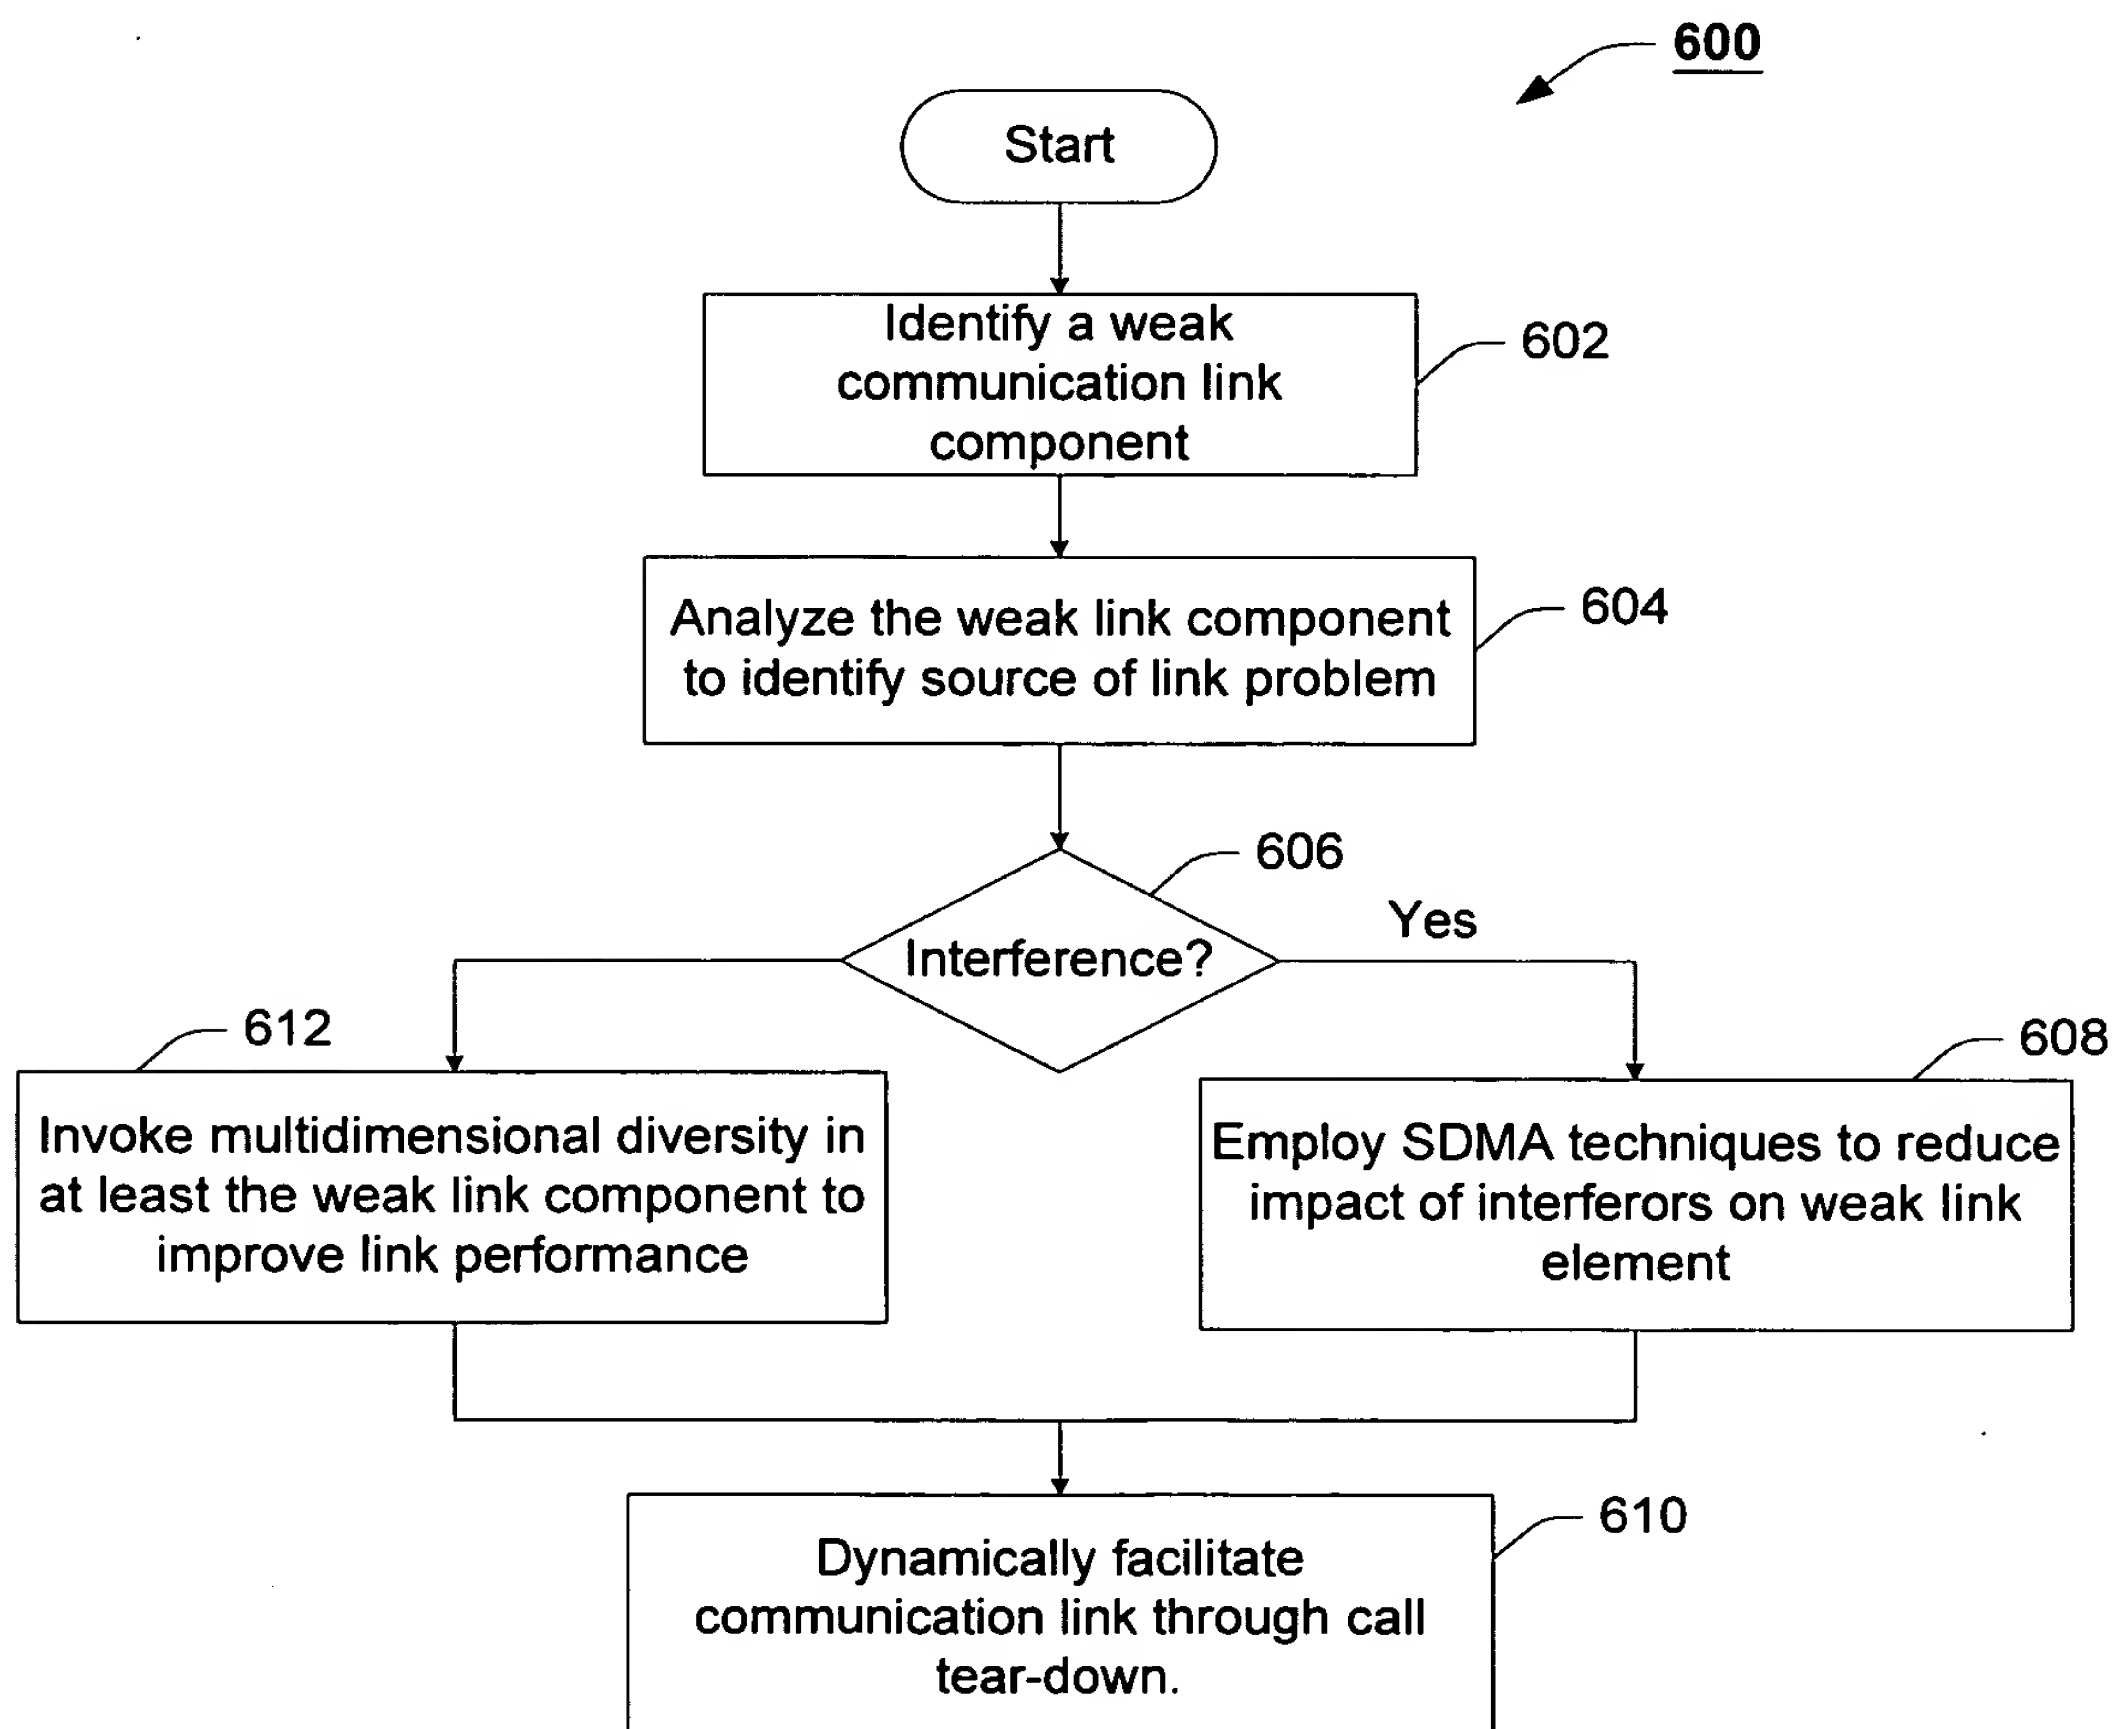 600
Start
Identify a weak
communication link
component
602
Analyze the weak link component
to identify source of link problem
604
606
Interference?
Yes
612
608
Invoke multidimensional diversity in
at least the weak link component to
improve link performance
Employ SDMA techniques to reduce
impact of interferors on weak link
element
Dynamically facilitate
communication link through call
tear-down.
610